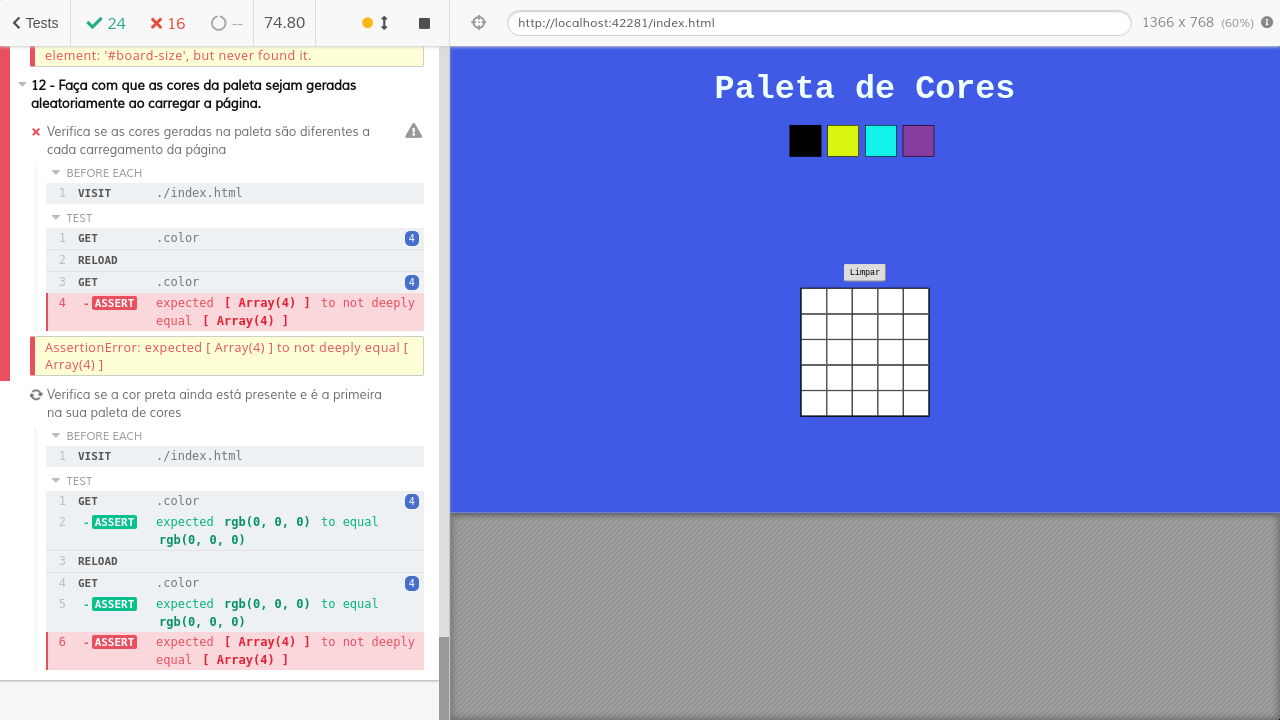 Tests
24
16
--
74.80
http://localhost:42281/index.html
1366 x 768 (60%)
element: '#board-size', but never found it.
12 - Faça com que as cores da paleta sejam geradas
aleatoriamente ao carregar a página.
Verifica se as cores geradas na paleta são diferentes a
cada carregamento da página
BEFORE EACH
1 VISIT ./index.html
TEST
1 GET .color 4
2 RELOAD
3 GET .color 4
4 -ASSERT expected [ Array(4) ] to not deeply
equal [ Array(4) ]
AssertionError: expected [ Array(4) ] to not deeply equal [
Array(4) ]
Verifica se a cor preta ainda está presente e é a primeira
na sua paleta de cores
BEFORE EACH
1 VISIT ./index.html
TEST
1 GET .color 4
2 -ASSERT expected rgb(0, 0, 0) to equal
rgb(0, 0, 0)
3 RELOAD
4 GET .color 4
5 -ASSERT expected rgb(0, 0, 0) to equal
rgb(0, 0, 0)
6 -ASSERT expected [ Array(4) ] to not deeply
equal [ Array(4) ]
Paleta de Cores
Limpar